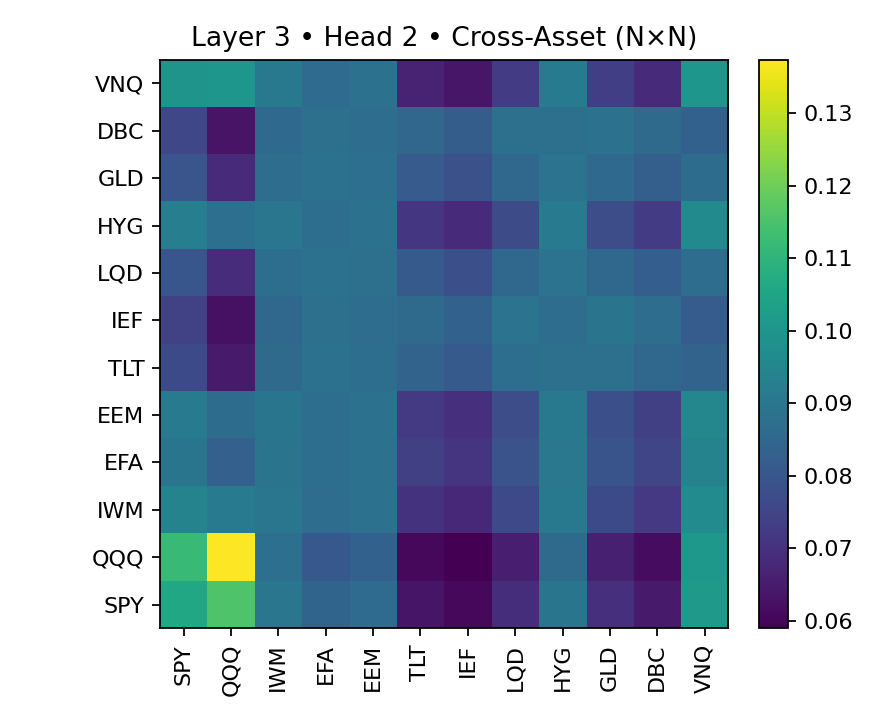 Layer 3 • Head 2 • Cross-Asset (N×N)
VNQ
DBC
GLD
HYG
LQD
IEF
TLT
EEM
EFA
IWM
QQQ
SPY
SPY QQQ IWM EFA EEM TLT IEF LQD HYG GLD DBC VNQ
0.13
0.12
0.11
0.10
0.09
0.08
0.07
0.06